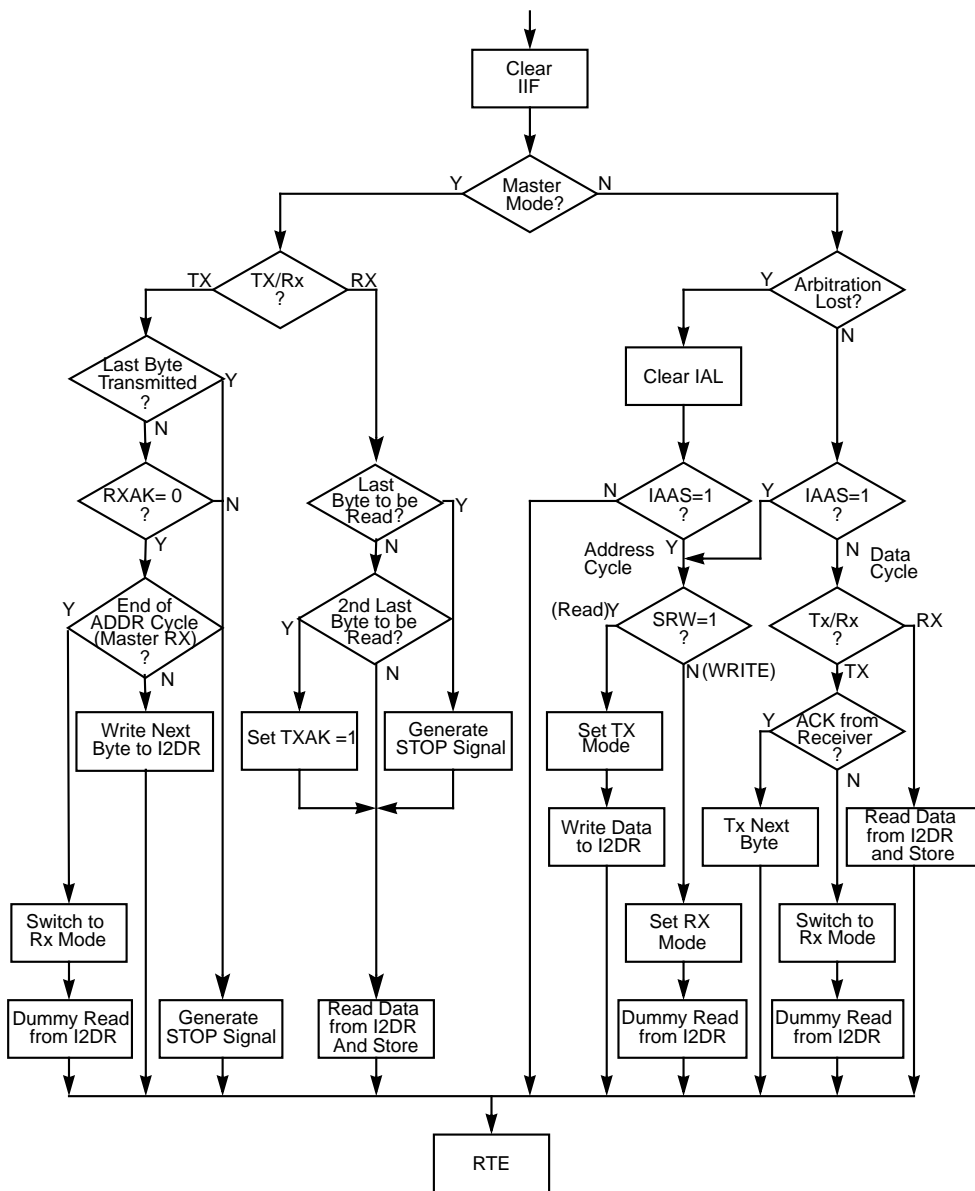 Clear
IIF
Y
Master
Mode?
N
TX
TX/Rx
?
RX
Y
Arbitration
Lost?
N
Last Byte
Transmitted
?
Y
N
Clear IAL
RXAK= 0
?
N
Y
Last
Byte to be
Read?
Y
N
N
IAAS=1
?
Y
Y
IAAS=1
?
N
Address
Cycle
Data
Cycle
Y
End of
ADDR Cycle
(Master RX)
?
N
Y
2nd Last
Byte to be
Read?
N
(Read)
Y
SRW=1
?
N
(WRITE)
Tx/Rx
?
RX
TX
Write Next
Byte to I2DR
Set TXAK =1
Generate
STOP Signal
Set TX
Mode
Y
ACK from
Receiver
?
N
Write Data
to I2DR
Tx Next
Byte
Read Data
from I2DR
and Store
Switch to
Rx Mode
Set RX
Mode
Switch to
Rx Mode
Dummy Read
from I2DR
Generate
STOP Signal
Read Data
from I2DR
And Store
Dummy Read
from I2DR
Dummy Read
from I2DR
RTE